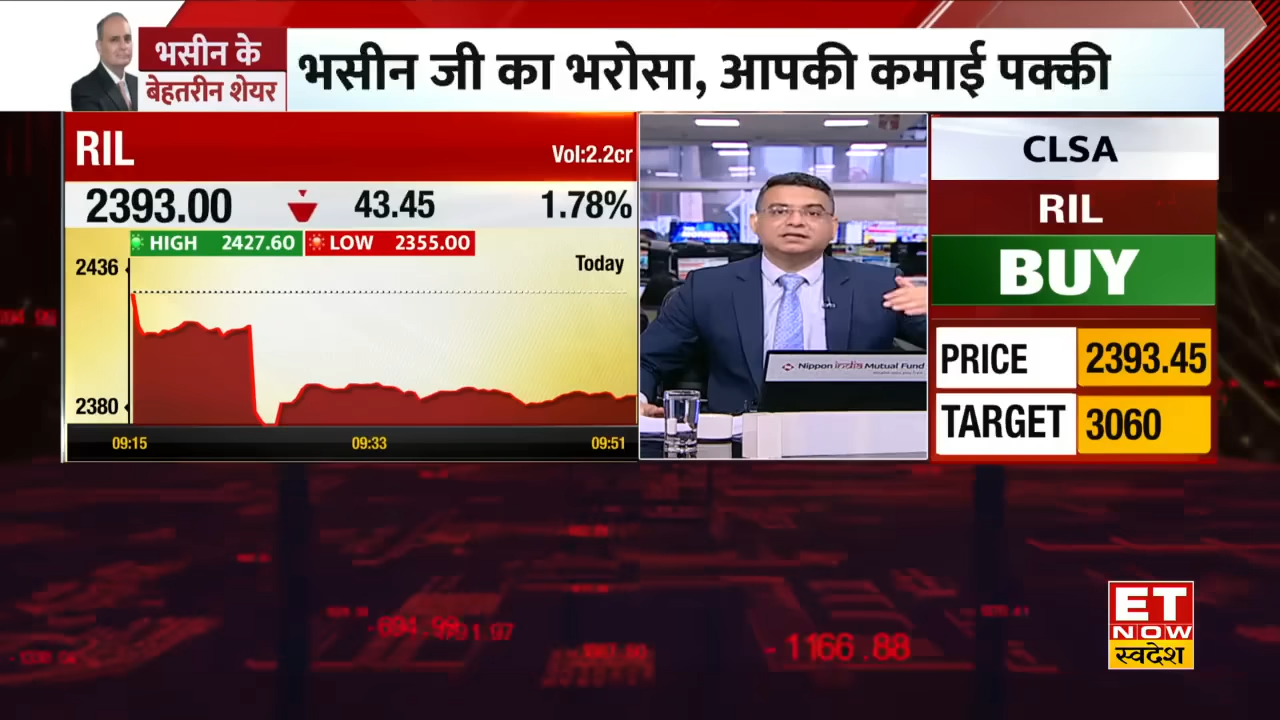 भसीन के
बेहतरीन शेयर
भसीन जी का भरोसा, आपकी कमाई पक्की
RIL
Vol:2.2cr
2393.00 43.45 1.78%
HIGH 2427.60 LOW 2355.00
2436
Today
2380
09:15 09:33 09:51
Nippon india Mutual Fund
CLSA
RIL
BUY
PRICE 2393.45
TARGET 3060
-1166.88
ET
NOW
स्वदेश